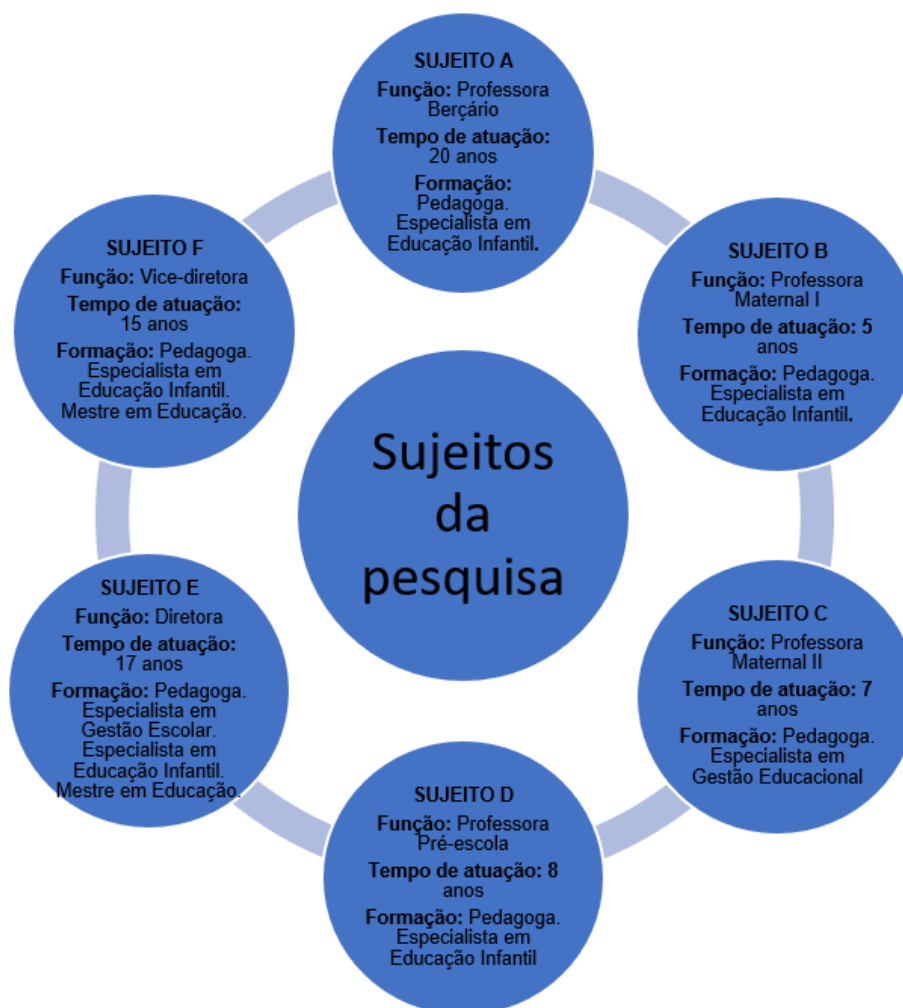 SUJEITO A
Função: Professora
Berçário
Tempo de atuação:
20 anos
Formação:
Pedagoga.
Especialista em
Educação Infantil.
SUJEITO B
Função: Professora
Maternal I
Tempo de atuação: 5
anos
Formação: Pedagoga.
Especialista em
Educação Infantil.
SUJEITO C
Função: Professora
Maternal II
Tempo de atuação: 7
anos
Formação: Pedagoga.
Especialista em
Gestão Educacional
SUJEITO D
Função: Professora
Pré-escola
Tempo de atuação: 8
anos
Formação: Pedagoga.
Especialista em
Educação Infantil
SUJEITO E
Função: Diretora
Tempo de atuação:
17 anos
Formação: Pedagoga.
Especialista em
Gestão Escolar.
Especialista em
Educação Infantil.
Mestre em Educação.
SUJEITO F
Função: Vice-diretora
Tempo de atuação:
15 anos
Formação: Pedagoga.
Especialista em
Educação Infantil.
Mestre em Educação.
Sujeitos
da
pesquisa